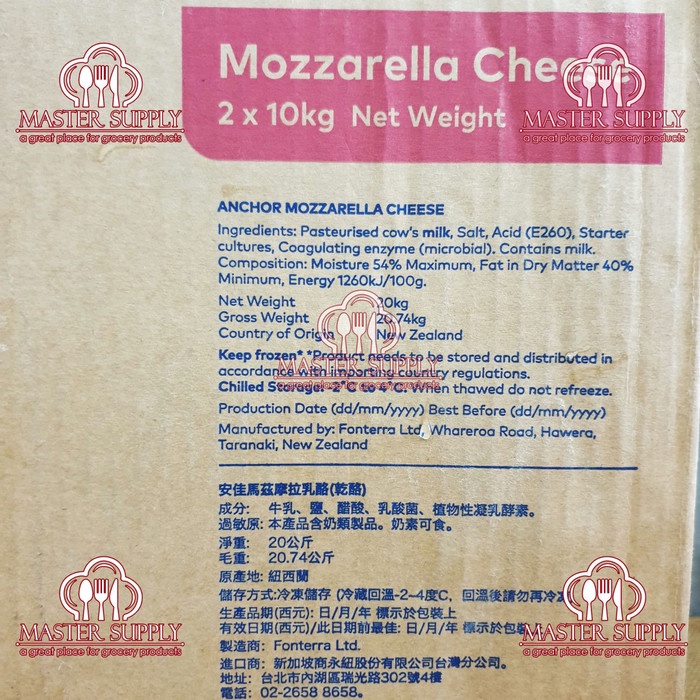 Mozzarella Cheese
2 x 10kg Net Weight
MASTER SUPPLY
a great place for grocery products
MASTER SUPPLY
a great place for grocery products
ANCHOR MOZZARELLA CHEESE
Ingredients: Pasteurised cow's milk, Salt, Acid (E260), Starter
cultures, Coagulating enzyme (microbial). Contains milk.
Composition: Moisture 54% Maximum, Fat in Dry Matter 40%
Minimum, Energy 1260kJ/100g.
Net Weight 20kg
Gross Weight 20.74kg
Country of Origin New Zealand
Keep frozen* *Product needs to be stored and distributed in
accordance with importing country regulations.
Chilled Storage: -2°C to 4°C. When thawed do not refreeze.
MASTER SUPPLY
a great place for grocery products
Production Date (dd/mm/yyyy) Best Before (dd/mm/yyyy)
Manufactured by: Fonterra Ltd, Whareroa Road, Hawera,
Taranaki, New Zealand
安佳馬茲摩拉乳酪(乾酪)
成分: 牛乳、鹽、醋酸、乳酸菌、植物性凝乳酵素。
過敏原: 本產品含奶類製品。奶素可食。
淨重: 20公斤
毛重: 20.74公斤
原產地: 紐西蘭
儲存方式:冷凍儲存 (冷藏回溫-2~4度C, 回溫後請勿再冷
生產品期(西元): 日/月/年 標示於包裝上
有效日期(西元)/此日期前最佳: 日/月/年 標示於包裝
製造商: Fonterra Ltd.
進口商: 新加坡商永紐股份有限公司台灣分公司。
地址: 台北市內湖區瑞光路302號4樓
電話: 02-2658 8658。
MASTER SUPPLY
a great place for grocery products
MASTER SUPPLY
a great place for grocery products